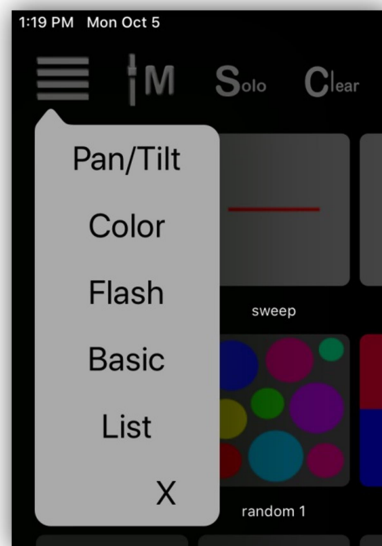 1:19 PM Mon Oct 5
M Solo Clear
Pan/Tilt
Color
Flash
Basic
List
X
sweep
random 1